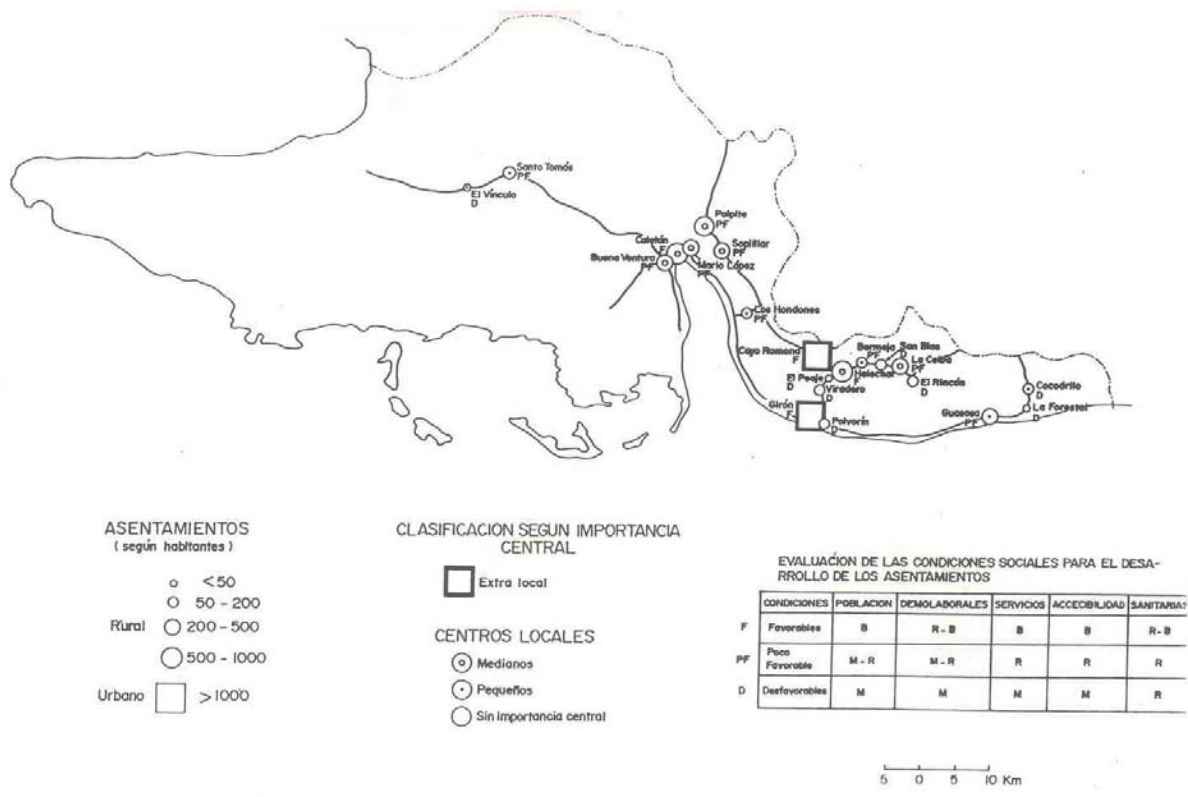 Santo Tomás
PF
El Vínculo
D
Palpite
PF
Soplillar
PF
Caletón
F
Buena Ventura
PF
Mario López
PF
Los Hondones
PF
Cayo Ramona
F
Bermeja
PF
San Blas
D
La Ceiba
PF
El Peaje
D
Helechal
F
El Rincón
D
Viradero
D
Girón
F
Polvorín
D
Guasasa
PF
Cocodrilo
D
La Forestal
D
ASENTAMIENTOS
( según habitantes )
<50
50 - 200
Rural 200 - 500
500 - 1000
Urbano >1000
CLASIFICACION SEGUN IMPORTANCIA
CENTRAL
Extra local
CENTROS LOCALES
Medianos
Pequeños
Sin importancia central
EVALUACION DE LAS CONDICIONES SOCIALES PARA EL DESA-
RROLLO DE LOS ASENTAMIENTOS
CONDICIONES POBLACION DEMOLABORALES SERVICIOS ACCECIBILIDAD SANITARIAS
F Favorables B R - B B B R - B
PF Poco
Favorable M - R M - R R R R
D Desfavorables M M M M R
5 0 5 10 Km